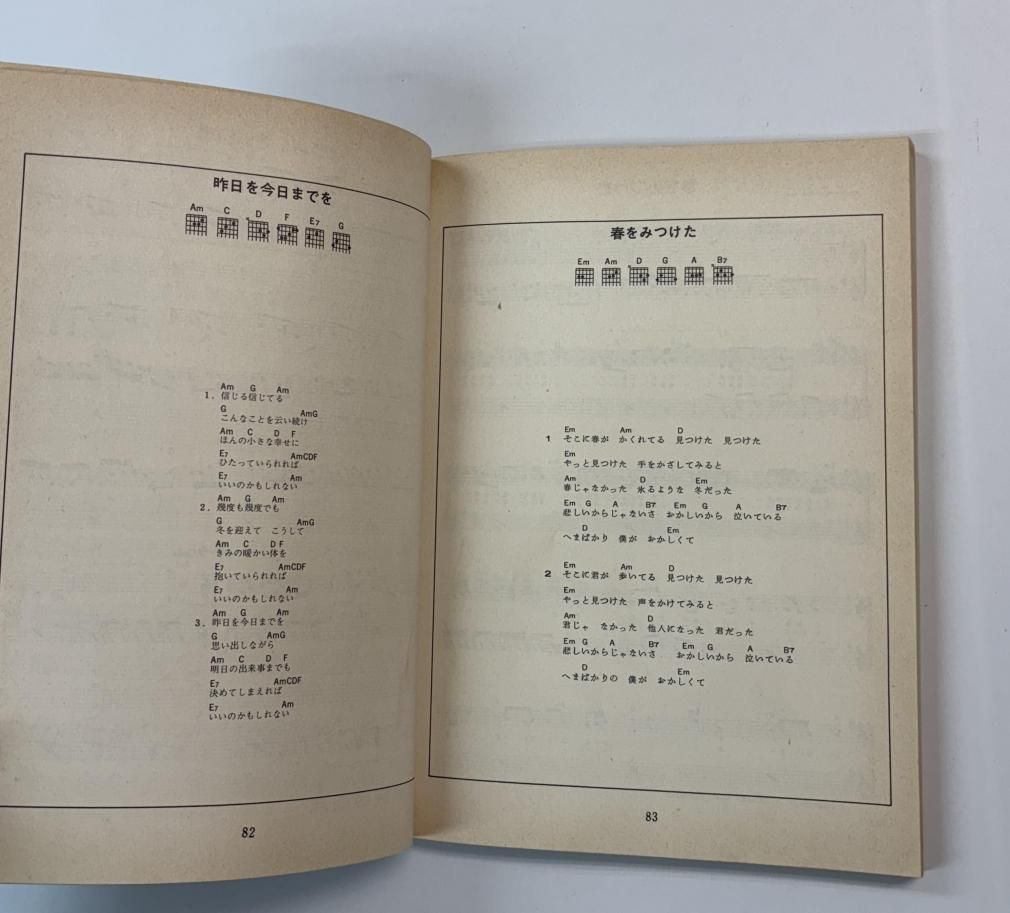 昨日を今日までを
Am C D F E7 G
Am G Am
1. 信じる信じてる
G AmG
こんなことを云い続け
Am C D F
ほんの小さな幸せに
E7 AmCDF
ひたっていられれば
E7 Am
いいのかもしれない
Am G Am
2. 幾度も幾度でも
G AmG
冬を迎えて こうして
Am C D F
きみの暖かい体を
E7 AmCDF
抱いていられれば
E7 Am
いいのかもしれない
Am G Am
3. 昨日を今日までを
G AmG
思い出しながら
Am C D F
明日の出来事までも
E7 AmCDF
決めてしまえれば
E7 Am
いいのかもしれない
82
春をみつけた
Em Am D G A B7
Em Am D
1 そこに春が かくれてる 見つけた 見つけた
Em
やっと見つけた 手をかざしてみると
Am D Em
春じゃなかった 氷るような 冬だった
Em G A B7 Em G A B7
悲しいからじゃないさ おかしいから 泣いている
D Em
へまばかり 僕が おかしくて
Em Am D
2 そこに君が 歩いてる 見つけた 見つけた
Em
やっと見つけた 声をかけてみると
Am D
君じゃ なかった 他人になった 君だった
Em G A B7 Em G A B7
悲しいからじゃないさ おかしいから 泣いている
D Em
へまばかりの 僕が おかしくて
83